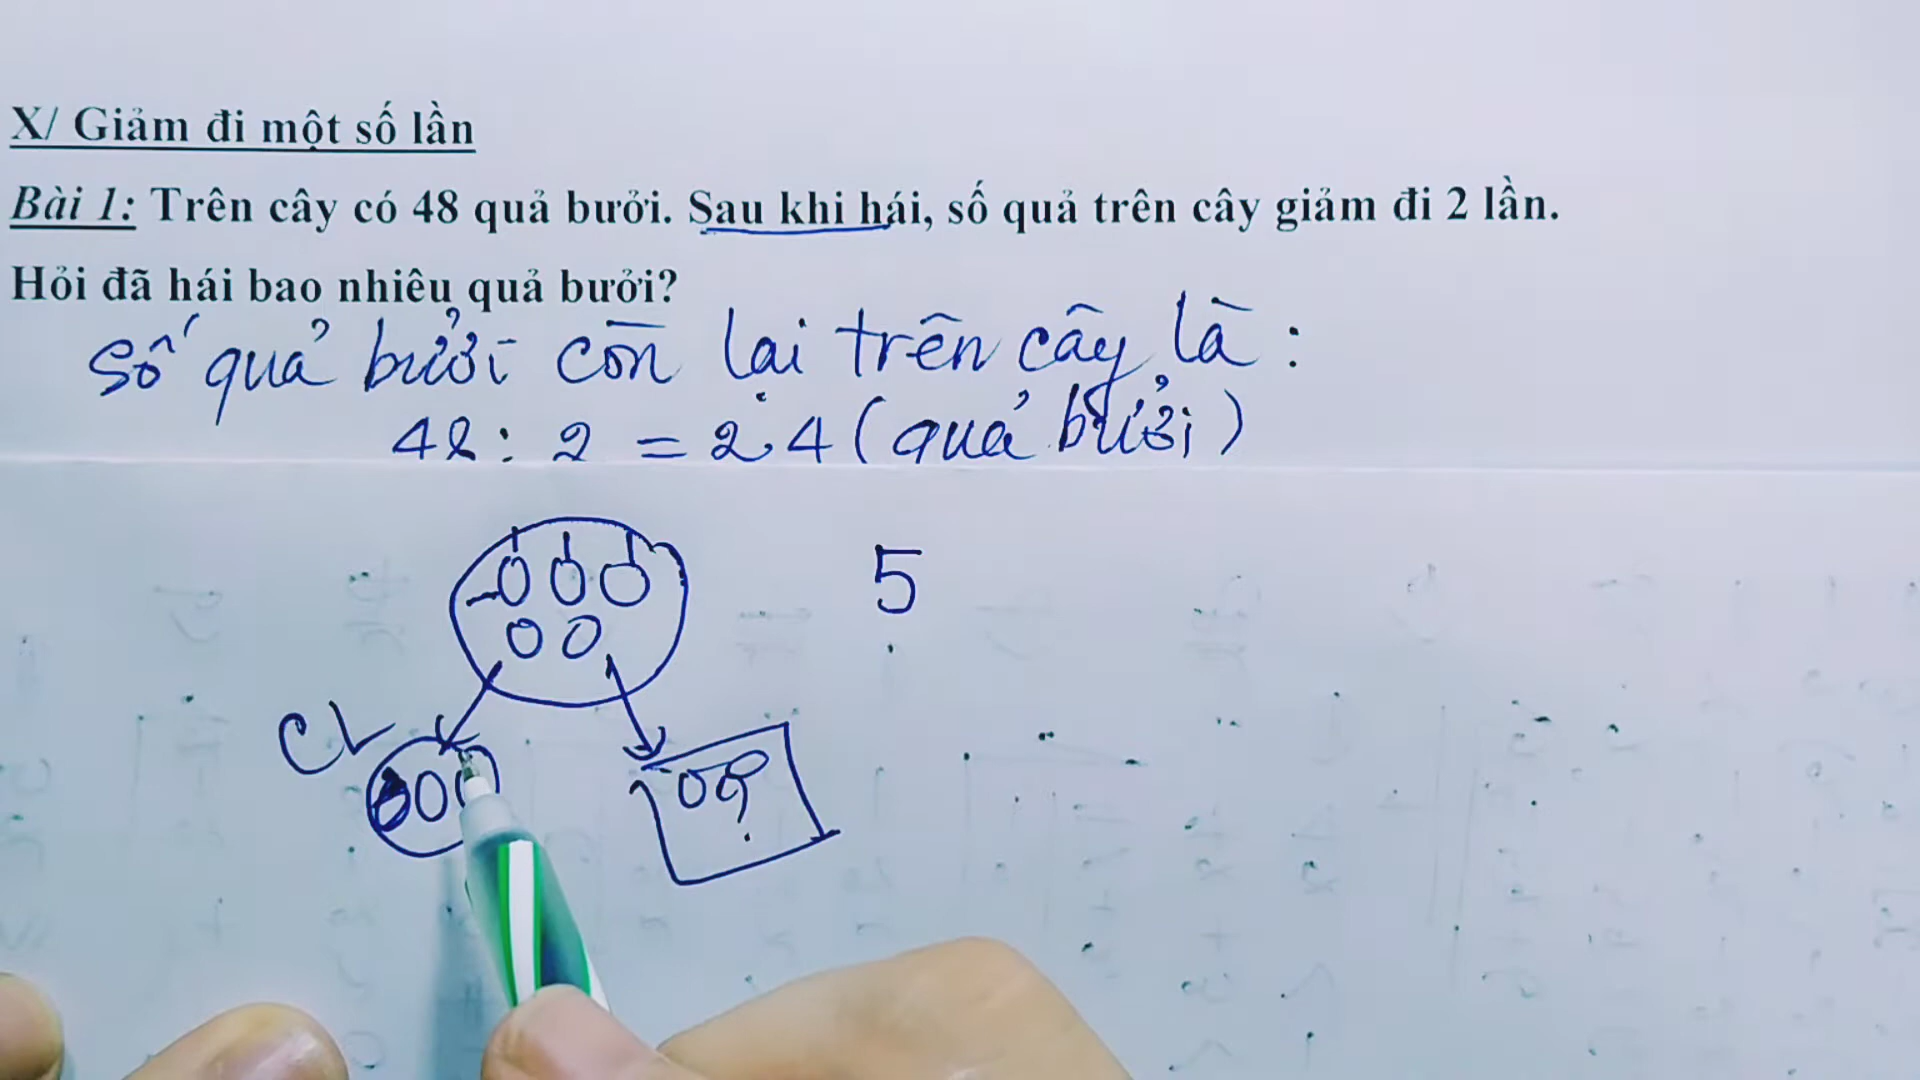 X/ Giảm đi một số lần
Bài 1: Trên cây có 48 quả bưởi. Sau khi hái, số quả trên cây giảm đi 2 lần.
Hỏi đã hái bao nhiêu quả bưởi?
Số quả bưởi còn lại trên cây là :
48 : 2 = 24 (quả bưởi)
5
CL
?